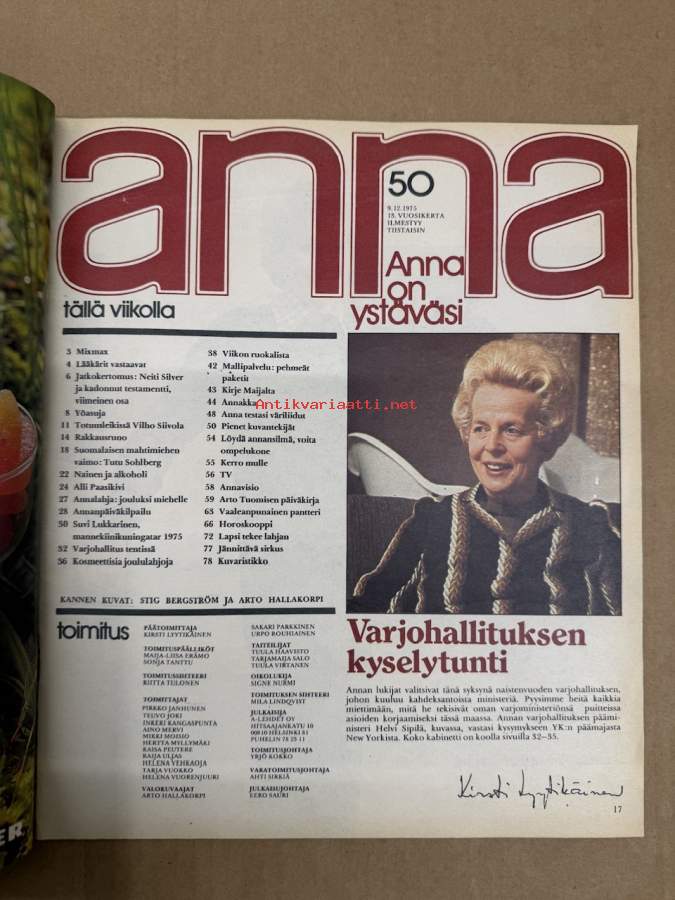 anna
50
9.12.1975
18. VUOSIKERTA
ILMESTYY
TIISTAISIN
Anna
on
ystäväsi
tällä viikolla
3 Mixmax
4 Lääkärit vastaavat
6 Jatkokertomus: Neiti Silver
ja kadonnut testamentti,
viimeinen osa
8 Yöasuja
11 Totuusleikissä Vilho Siivola
14 Rakkausruno
18 Suomalaisen mahtimiehen
vaimo: Tutu Sohlberg
22 Nainen ja alkoholi
24 Alli Paasikivi
27 Annalahja: jouluksi miehelle
28 Annanpäiväkilpailu
30 Suvi Lukkarinen,
mannekiinikuningatar 1975
32 Varjohallitus tentissä
36 Kosmeettisia joululahjoja
38 Viikon ruokalista
42 Mallipalvelu: pehmeät
paketit
43 Kirje Maijalta
44 Annakka
48 Anna testasi väriliidut
50 Pienet kuvantekijät
54 Löydä annansilmä, voita
ompelukone
55 Kerro mulle
56 TV
58 Annavisio
59 Arto Tuomisen päiväkirja
63 Vaaleanpunainen pantteri
66 Horoskooppi
72 Lapsi tekee lahjan
77 Jännittävä sirkus
78 Kuvaristikko
Antikvariaatti.net
KANNEN KUVAT: STIG BERGSTRÖM JA ARTO HALLAKORPI
toimitus
PÄÄTOIMITTAJA
KIRSTI LYYTIKÄINEN
TOIMITUSPÄÄLLIKÖT
MAIJA-LIISA ERÄMO
SONJA TANTTU
TOIMITUSSIHTEERI
RIITTA TULONEN
TOIMITTAJAT
PIRKKO JANHUNEN
TEUVO JOKI
INKERI KANGASPUNTA
AINO MERVI
MIKKI MOISIO
HERTTA MYLLYMÄKI
RAISA PEUTERE
RAIJA ULJAS
HELENA VEHKAOJA
TARJA VUOKKO
HELENA VUORENJUURI
VALOKUVAAJAT
ARTO HALLAKORPI
SAKARI PARKKINEN
URPO ROUHIAINEN
TAITEILIJAT
TUULA HAAVISTO
TARJAMAIJA SALO
TUULA VIRTANEN
OIKOLUKIJA
SIGNE NURMI
TOIMITUKSEN SIHTEERI
MILA LINDQVIST
JULKAISIJA
A-LEHDET OY
HITSAAJANKATU 10
00810 HELSINKI 81
PUHELIN 78 25 11
TOIMITUSJOHTAJA
YRJÖ KOKKO
VARATOIMITUSJOHTAJA
AHTI SIRKIÄ
JULKAISUJOHTAJA
EERO SAURI
Varjohallituksen
kyselytunti
Annan lukijat valitsivat tänä syksynä naistenvuoden varjohallituksen,
johon kuuluu kahdeksantoista ministeriä. Pyysimme heitä kaikkia
miettimään, mitä he tekisivät oman varjoministeriönsä puitteissa
asioiden korjaamiseksi tässä maassa. Annan varjohallituksen päämi-
nisteri Helvi Sipilä, kuvassa, vastasi kysymykseen YK:n päämajasta
New Yorkista. Koko kabinetti on koolla sivuilla 32–35.
Kirsti Lyytikäinen
17
ER